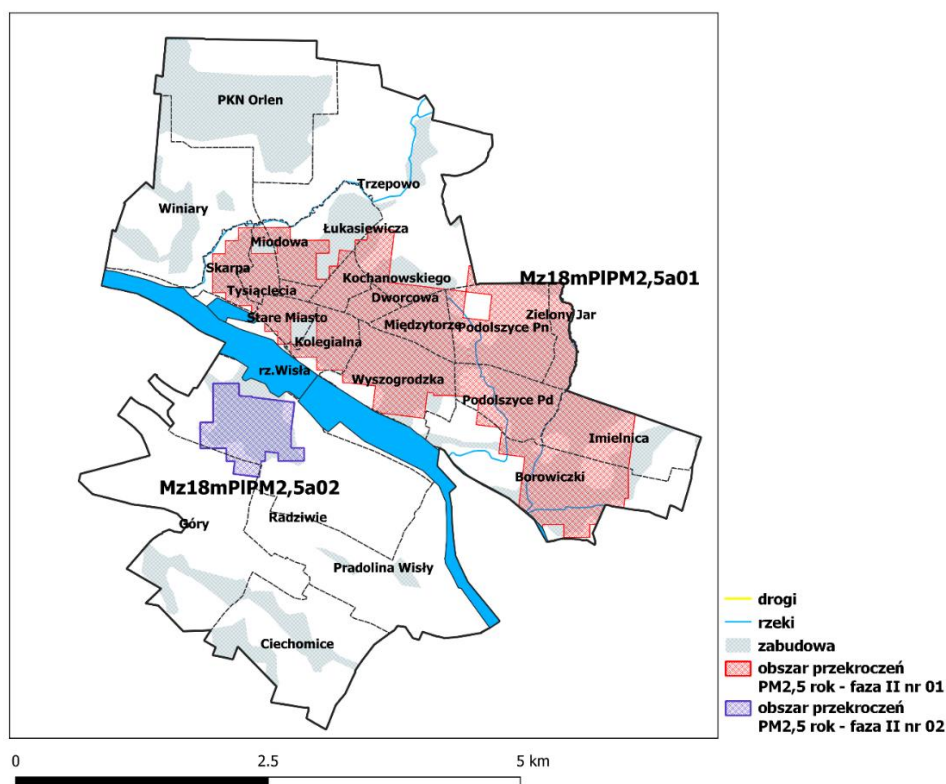 PKN Orlen
Trzepowo
Winiary
Łukasiewicza
Miodowa
Skarpa
Kochanowskiego
Mz18mPlPM2,5a01
Tysiąclecia
Dworcowa
Stare Miasto
Międzytorze
Podolszyce Pn
Zielony Jar
Kolegialna
rz.Wisła
Wyszogrodzka
Podolszyce Pd
Imielnica
Borowiczki
Mz18mPlPM2,5a02
Góry
Radziwie
Pradolina Wisły
Ciechomice
drogi
rzeki
zabudowa
obszar przekroczeń
PM2,5 rok - faza II nr 01
obszar przekroczeń
PM2,5 rok - faza II nr 02
0 2.5 5 km